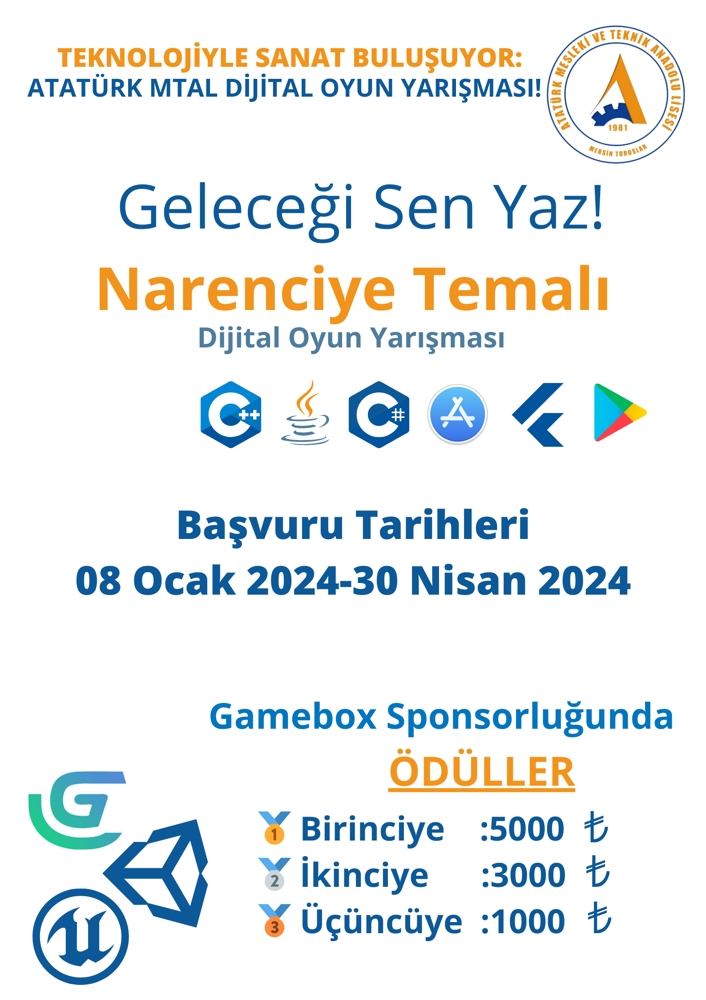 TEKNOLOJİYLE SANAT BULUŞUYOR:
ATATÜRK MTAL DİJİTAL OYUN YARIŞMASI!
ATATÜRK MESLEKİ VE TEKNİK ANADOLU LİSESİ
1981
MERSİN TOROSLAR
Geleceği Sen Yaz!
Narenciye Temalı
Dijital Oyun Yarışması
C++
C#
Başvuru Tarihleri
08 Ocak 2024-30 Nisan 2024
Gamebox Sponsorluğunda
ÖDÜLLER
1 Birinciye :5000 ₺
2 İkinciye :3000 ₺
3 Üçüncüye :1000 ₺